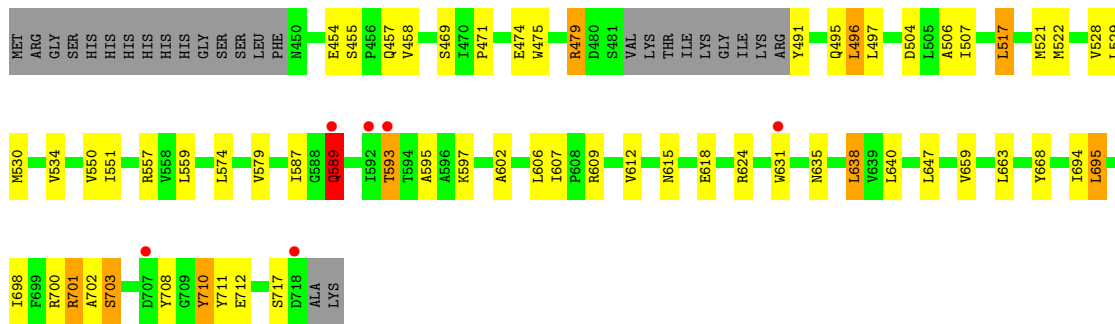 MET ARG GLY SER HIS HIS HIS HIS HIS HIS GLY SER SER LEU PHE N450 E454 S455 P456 Q457 V458 S469 I470 P471 E474 W475 R479 D480 S481 VAL LYS THR ILE LYS GLY ILE LYS ARG Y491 Q495 L496 L497 D504 L505 A506 I507 L517 M521 M522 V528 L529
M530 V534 V550 I551 R557 V558 L559 L574 V579 I587 G588 Q589 I592 T593 T594 A595 A596 K597 A602 L606 I607 P608 R609 V612 N615 E618 R624 W631 N635 L638 V639 L640 L647 V659 L663 Y668 I694 L695
I698 F699 R700 R701 A702 S703 D707 Y708 G709 Y710 Y711 E712 S717 D718 ALA LYS